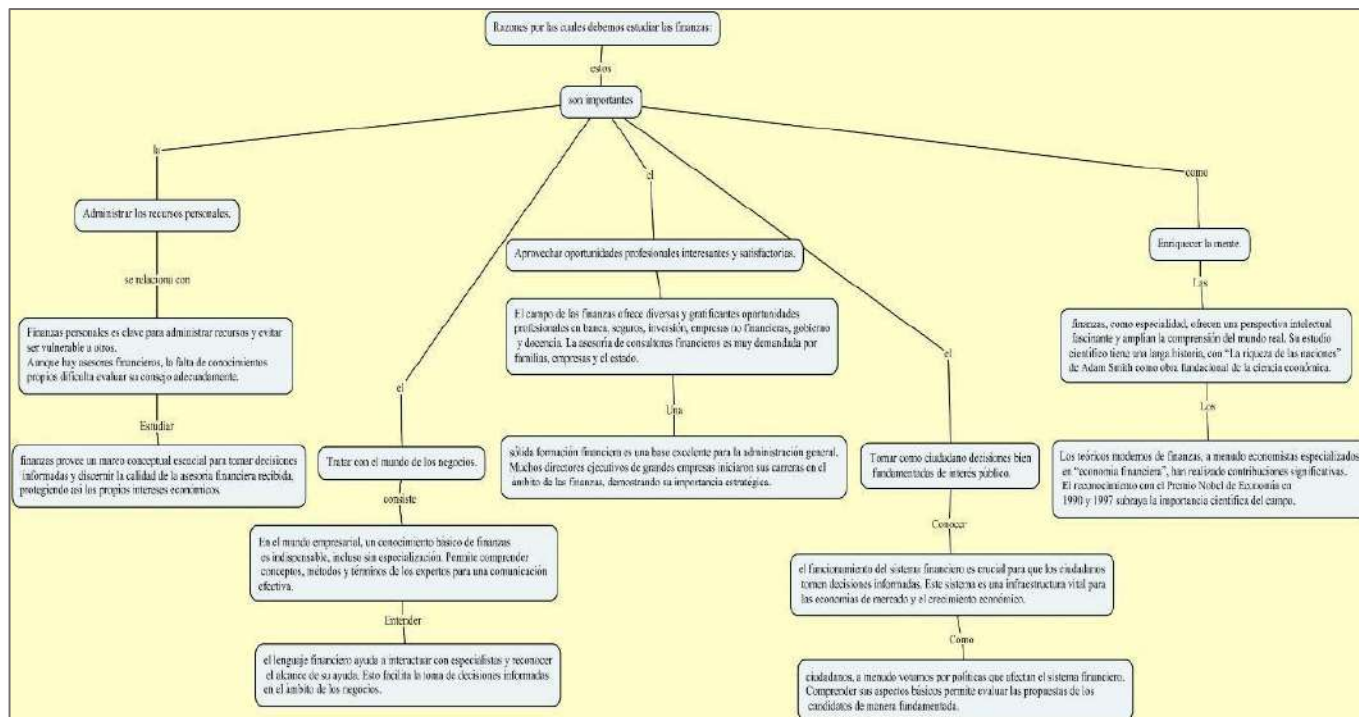 Razones por las cuales debemos estudiar las finanzas:
estos
son importantes
la
Administrar los recursos personales.
se relaciona con
Finanzas personales es clave para administrar recursos y evitar
ser vulnerable a otros.
Aunque hay asesores financieros, la falta de conocimientos
propios dificulta evaluar su consejo adecuadamente.
Estudiar
finanzas provee un marco conceptual esencial para tomar decisiones
informadas y discernir la calidad de la asesoría financiera recibida,
protegiendo así los propios intereses económicos.
el
Tratar con el mundo de los negocios.
consiste
En el mundo empresarial, un conocimiento básico de finanzas
es indispensable, incluso sin especialización. Permite comprender
conceptos, métodos y términos de los expertos para una comunicación
efectiva.
Entender
el lenguaje financiero ayuda a interactuar con especialistas y reconocer
el alcance de su ayuda. Esto facilita la toma de decisiones informadas
en el ámbito de los negocios.
el
Aprovechar oportunidades profesionales interesantes y satisfactorias.
El campo de las finanzas ofrece diversas y gratificantes oportunidades
profesionales en banca, seguros, inversión, empresas no financieras, gobierno
y docencia. La asesoría de consultores financieros es muy demandada por
familias, empresas y el estado.
Una
sólida formación financiera es una base excelente para la administración general.
Muchos directores ejecutivos de grandes empresas iniciaron sus carreras en el
ámbito de las finanzas, demostrando su importancia estratégica.
el
Tomar como ciudadano decisiones bien
fundamentadas de interés público.
Conocer
el funcionamiento del sistema financiero es crucial para que los ciudadanos
tomen decisiones informadas. Este sistema es una infraestructura vital para
las economías de mercado y el crecimiento económico.
Como
ciudadanos, a menudo votamos por políticas que afectan el sistema financiero.
Comprender sus aspectos básicos permite evaluar las propuestas de los
candidatos de manera fundamentada.
como
Enriquecer la mente.
Las
finanzas, como especialidad, ofrecen una perspectiva intelectual
fascinante y amplían la comprensión del mundo real. Su estudio
científico tiene una larga historia, con “La riqueza de las naciones”
de Adam Smith como obra fundacional de la ciencia económica.
Los
Los teóricos modernos de finanzas, a menudo economistas especializados
en “economía financiera”, han realizado contribuciones significativas.
El reconocimiento con el Premio Nobel de Economía en
1990 y 1997 subraya la importancia científica del campo.